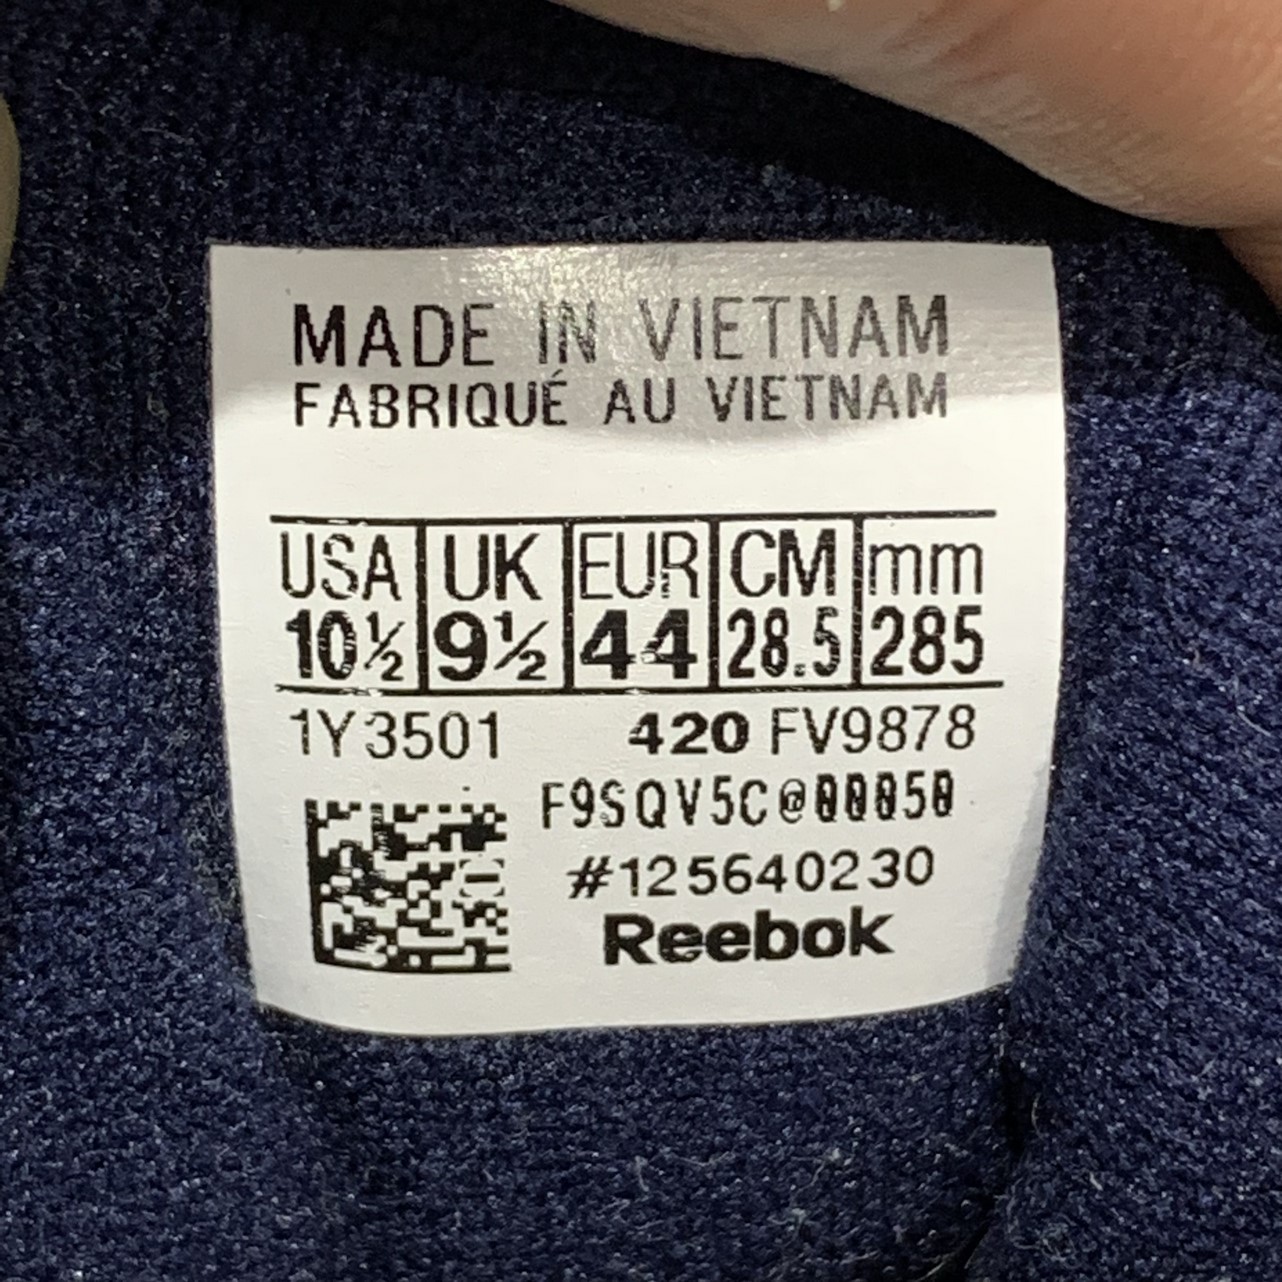 MADE IN VIETNAM
FABRIQUÉ AU VIETNAM
USA UK EUR CM mm
10½ 9½ 44 28.5 285
1Y3501 420 FV9878
F9SQV5C@000050
#125640230
Reebok